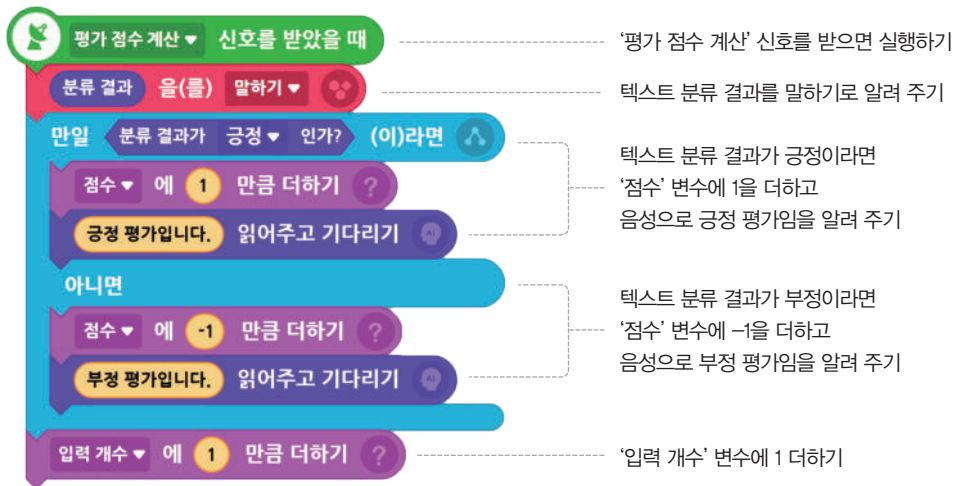 평가 점수 계산 ▼ 신호를 받았을 때
‘평가 점수 계산’ 신호를 받으면 실행하기
분류 결과 을(를) 말하기 ▼
텍스트 분류 결과를 말하기로 알려 주기
만일 분류 결과가 긍정 ▼ 인가? (이)라면
점수 ▼ 에 1 만큼 더하기 ?
긍정 평가입니다. 읽어주고 기다리기 AI
텍스트 분류 결과가 긍정이라면
‘점수’ 변수에 1을 더하고
음성으로 긍정 평가임을 알려 주기
아니면
점수 ▼ 에 -1 만큼 더하기 ?
부정 평가입니다. 읽어주고 기다리기 AI
텍스트 분류 결과가 부정이라면
‘점수’ 변수에 –1을 더하고
음성으로 부정 평가임을 알려 주기
입력 개수 ▼ 에 1 만큼 더하기 ?
‘입력 개수’ 변수에 1 더하기